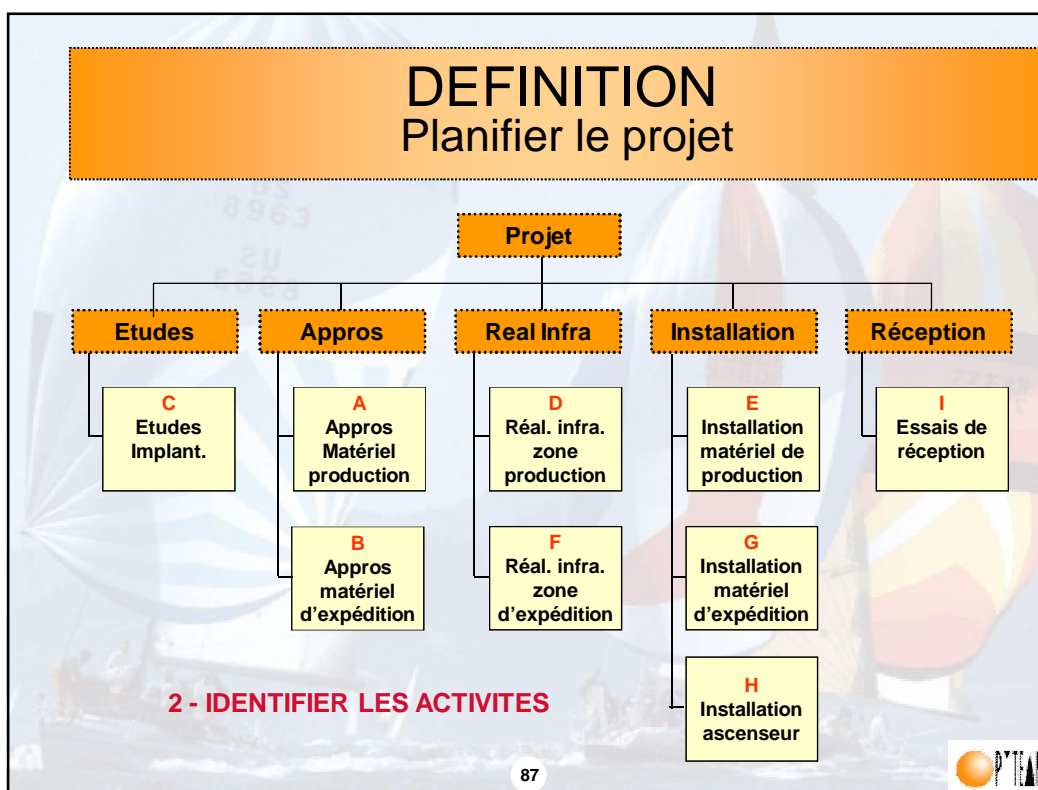 DEFINITION
Planifier le projet
Projet
Etudes
Appros
Real Infra
Installation
Réception
C
Etudes
Implant.
A
Appros
Matériel
production
D
Réal. infra.
zone
production
E
Installation
matériel de
production
I
Essais de
réception
B
Appros
matériel
d'expédition
F
Réal. infra.
zone
d'expédition
G
Installation
matériel
d'expédition
H
Installation
ascenseur
2 - IDENTIFIER LES ACTIVITES
87